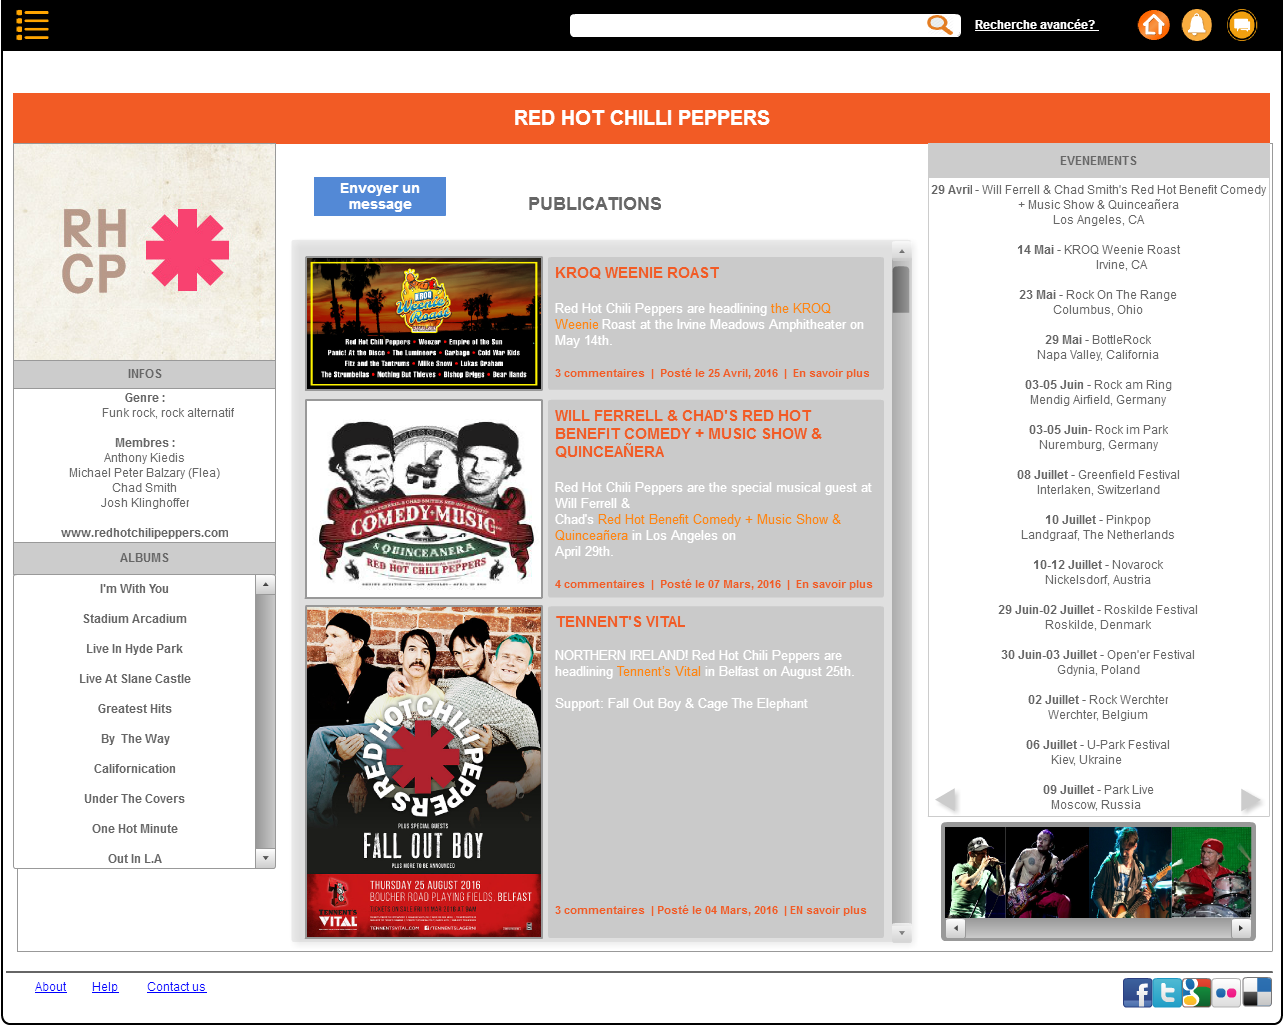 Recherche avancée?
RED HOT CHILLI PEPPERS
RH
CP
INFOS
Genre :
Funk rock, rock alternatif
Membres :
Anthony Kiedis
Michael Peter Balzary (Flea)
Chad Smith
Josh Klinghoffer
www.redhotchilipeppers.com
ALBUMS
I'm With You
Stadium Arcadium
Live In Hyde Park
Live At Slane Castle
Greatest Hits
By The Way
Californication
Under The Covers
One Hot Minute
Out In L.A
Envoyer un
message
PUBLICATIONS
KROQ
Weenie
Roast
Red Hot Chili Peppers • Weezer • Empire of the Sun
Panic! At the Disco • The Lumineers • Garbage • Cold War Kids
Fitz and the Tantrums • Miike Snow • Lukas Graham
The Strumbellas • Nothing But Thieves • Bishop Briggs • Bear Hands
KROQ WEENIE ROAST
Red Hot Chili Peppers are headlining the KROQ
Weenie Roast at the Irvine Meadows Amphitheater on
May 14th.
3 commentaires | Posté le 25 Avril, 2016 | En savoir plus
WILL FERRELL & CHAD SMITH'S RED HOT BENEFIT
COMEDY+MUSIC
& QUINCEANERA
RED HOT CHILI PEPPERS
WILL FERRELL & CHAD'S RED HOT
BENEFIT COMEDY + MUSIC SHOW &
QUINCEAÑERA
Red Hot Chili Peppers are the special musical guest at
Will Ferrell &
Chad's Red Hot Benefit Comedy + Music Show &
Quinceañera in Los Angeles on
April 29th.
4 commentaires | Posté le 07 Mars, 2016 | En savoir plus
RED HOT CHILI PEPPERS
PLUS SPECIAL GUESTS
FALL OUT BOY
PLUS MORE TO BE ANNOUNCED
TENNENTS
VITAL
THURSDAY 25 AUGUST 2016
BOUCHER ROAD PLAYING FIELDS, BELFAST
TENNENTSVITAL.COM
/TENNENTSLAGERNI
TENNENT'S VITAL
NORTHERN IRELAND! Red Hot Chili Peppers are
headlining Tennent's Vital in Belfast on August 25th.
Support: Fall Out Boy & Cage The Elephant
3 commentaires | Posté le 04 Mars, 2016 | EN savoir plus
EVENEMENTS
29 Avril - Will Ferrell & Chad Smith's Red Hot Benefit Comedy
+ Music Show & Quinceañera
Los Angeles, CA
14 Mai - KROQ Weenie Roast
Irvine, CA
23 Mai - Rock On The Range
Columbus, Ohio
29 Mai - BottleRock
Napa Valley, California
03-05 Juin - Rock am Ring
Mendig Airfield, Germany
03-05 Juin- Rock im Park
Nuremburg, Germany
08 Juillet - Greenfield Festival
Interlaken, Switzerland
10 Juillet - Pinkpop
Landgraaf, The Netherlands
10-12 Juillet - Novarock
Nickelsdorf, Austria
29 Juin-02 Juillet - Roskilde Festival
Roskilde, Denmark
30 Juin-03 Juillet - Open'er Festival
Gdynia, Poland
02 Juillet - Rock Werchter
Werchter, Belgium
06 Juillet - U-Park Festival
Kiev, Ukraine
09 Juillet - Park Live
Moscow, Russia
About
Help
Contact us